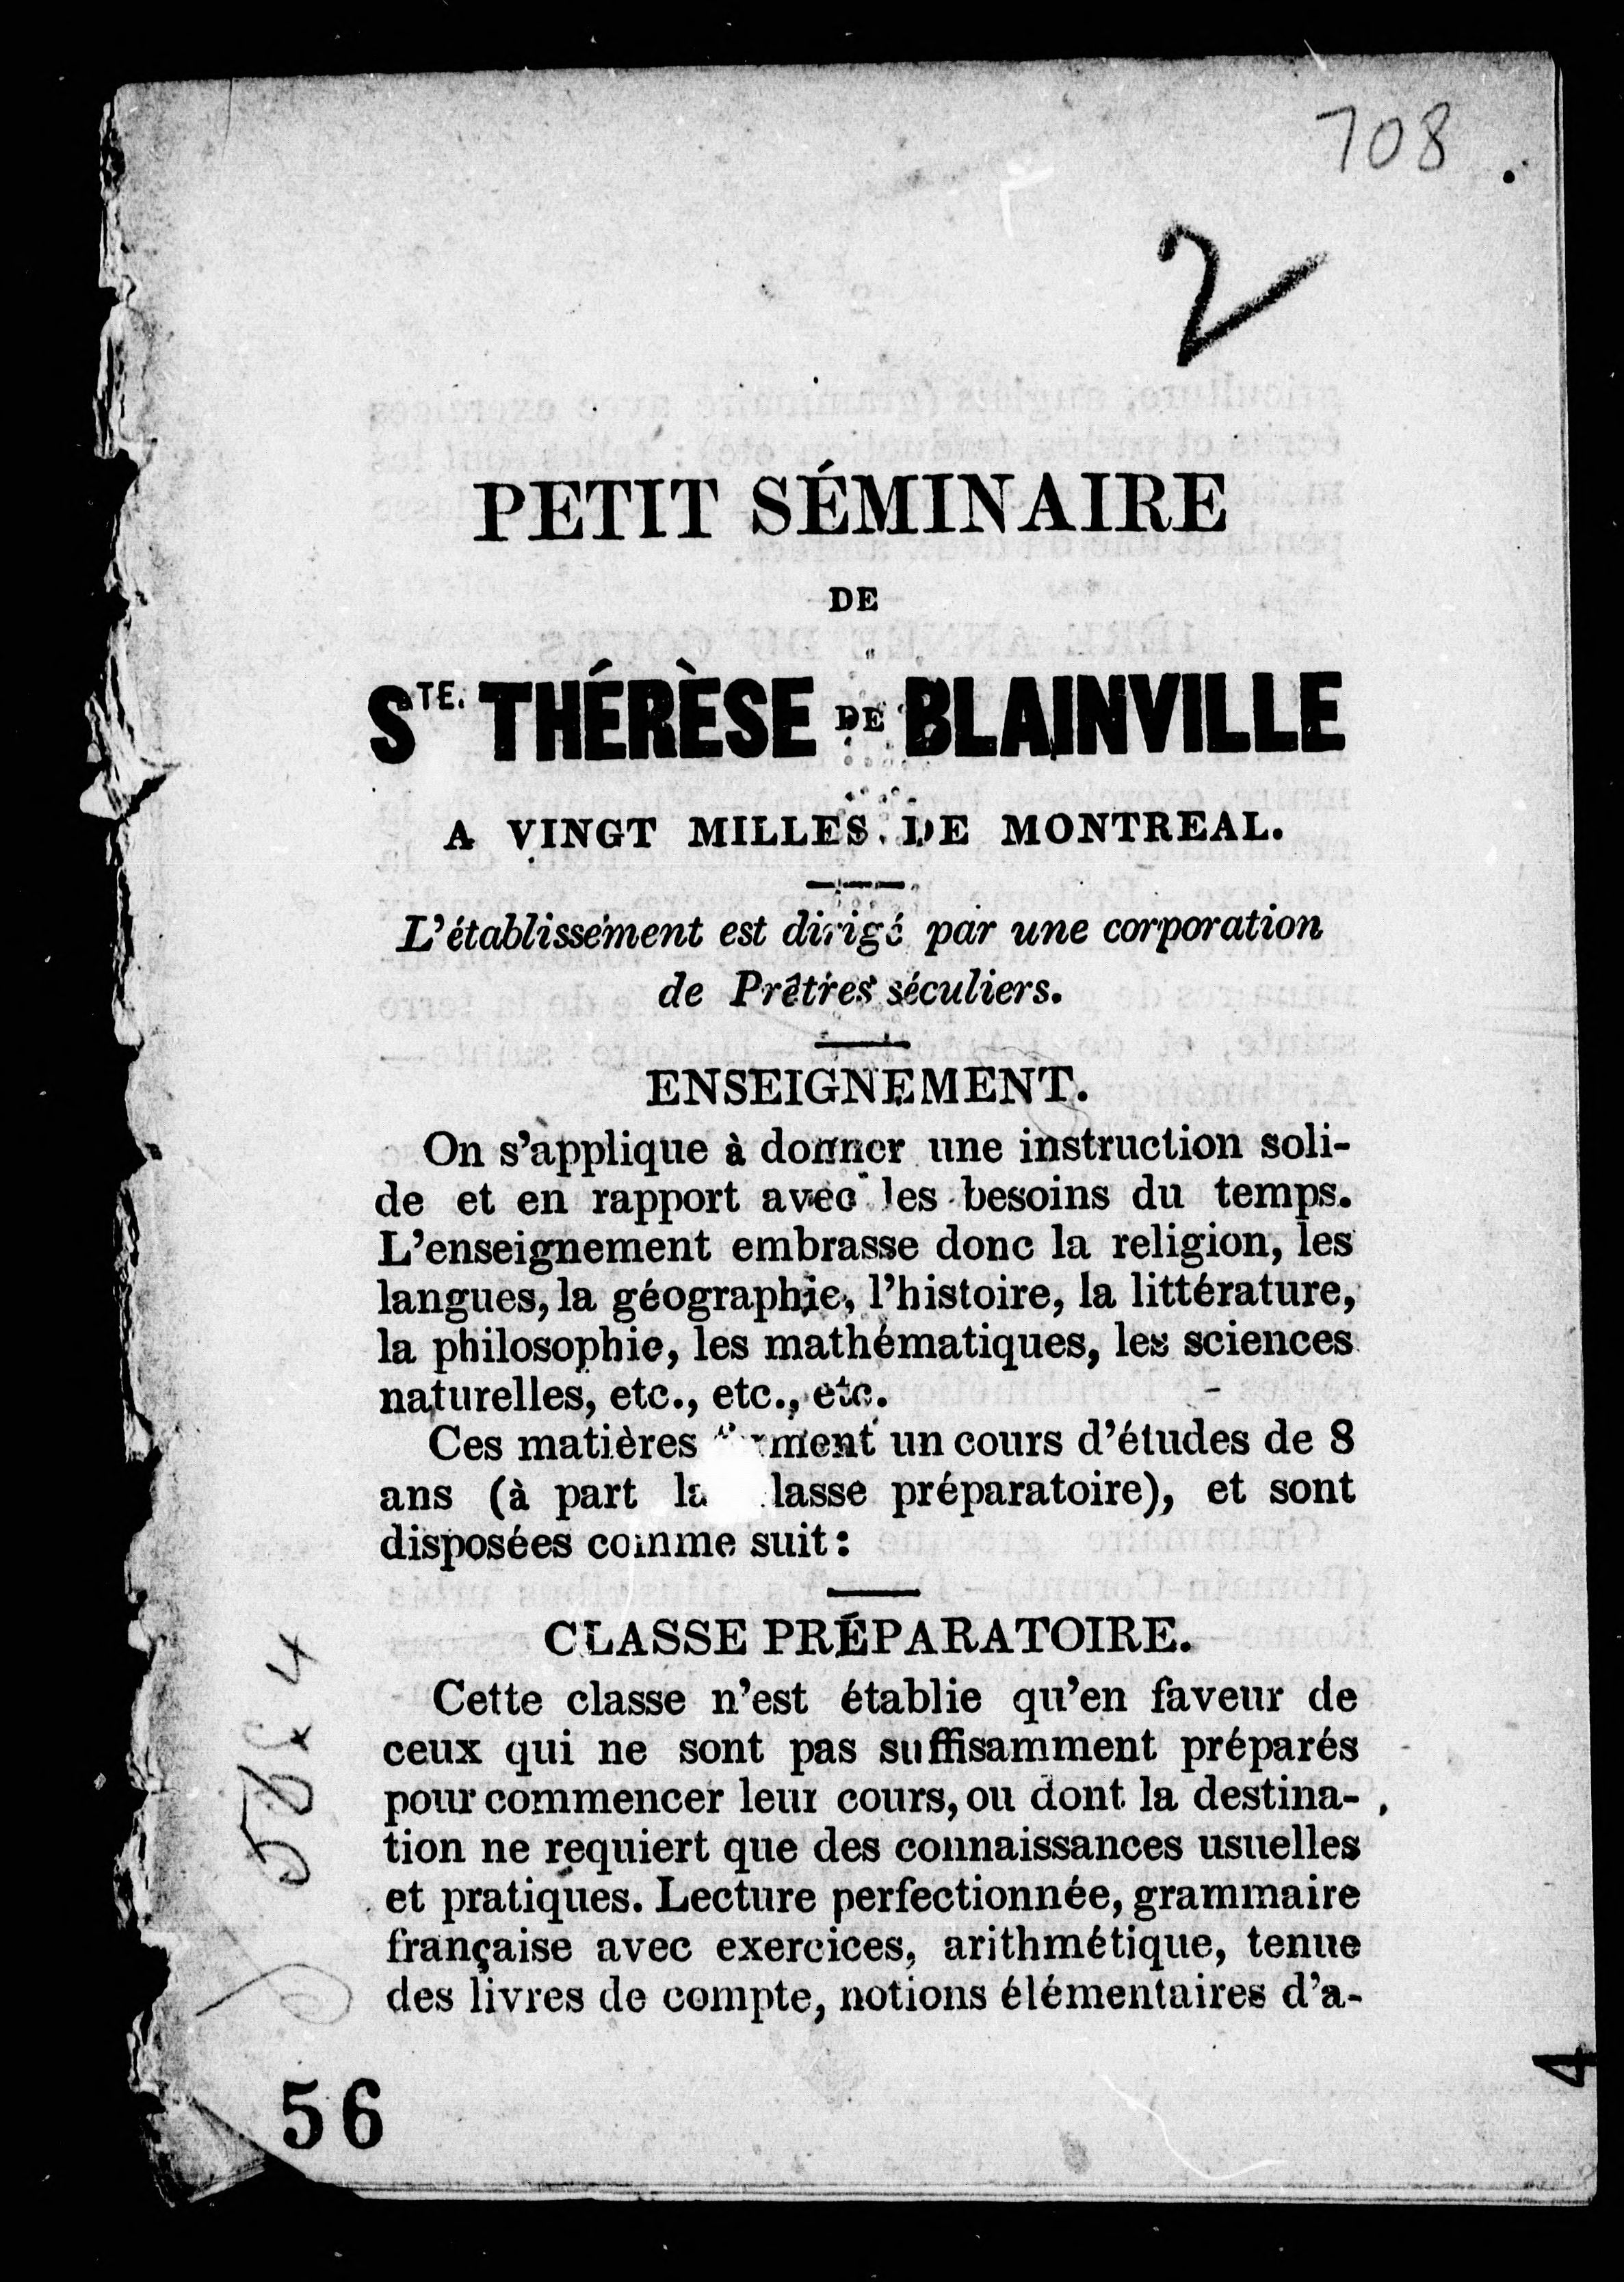 708
2
PETIT SÉMINAIRE
DE
STE. THÉRÈSE DE BLAINVILLE
A VINGT MILLES DE MONTREAL.
L'établissement est dirigé par une corporation
de Prêtres séculiers.
ENSEIGNEMENT.
On s'applique à donner une instruction soli-
de et en rapport avec les besoins du temps.
L'enseignement embrasse donc la religion, les
langues, la géographie, l'histoire, la littérature,
la philosophie, les mathématiques, les sciences
naturelles, etc., etc., etc.
Ces matières un cours d'études de 8
ans (à part la lasse préparatoire), et sont
disposées comme suit:
CLASSE PRÉPARATOIRE.
Cette classe n'est établie qu'en faveur de
ceux qui ne sont pas suffisamment préparés
pour commencer leur cours, ou dont la destina-
tion ne requiert que des connaissances usuelles
et pratiques. Lecture perfectionnée, grammaire
française avec exercices, arithmétique, tenue
des livres de compte, notions élémentaires d'a-
56
4